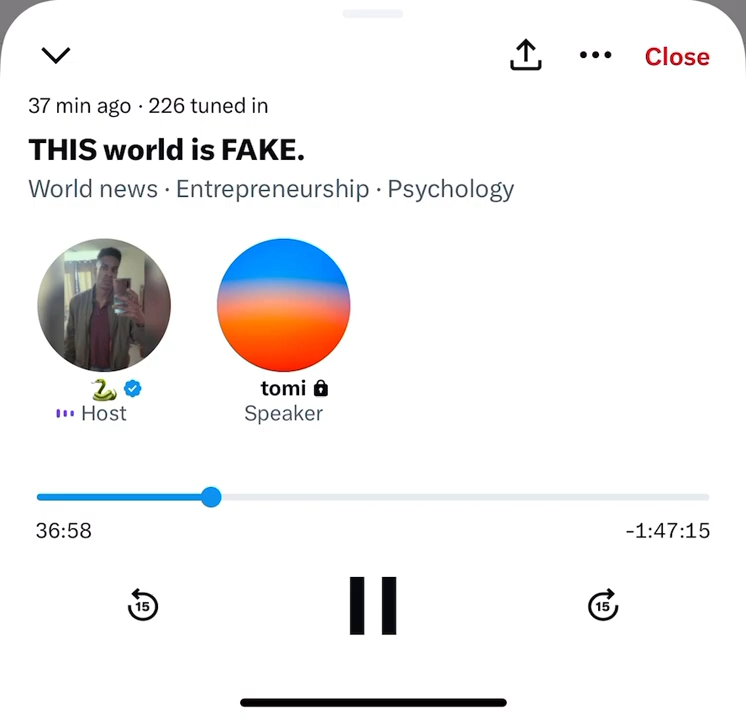 Close
37 min ago · 226 tuned in
THIS world is FAKE.
World news · Entrepreneurship · Psychology
🐍
tomi
Host
Speaker
36:58
-1:47:15
15
15